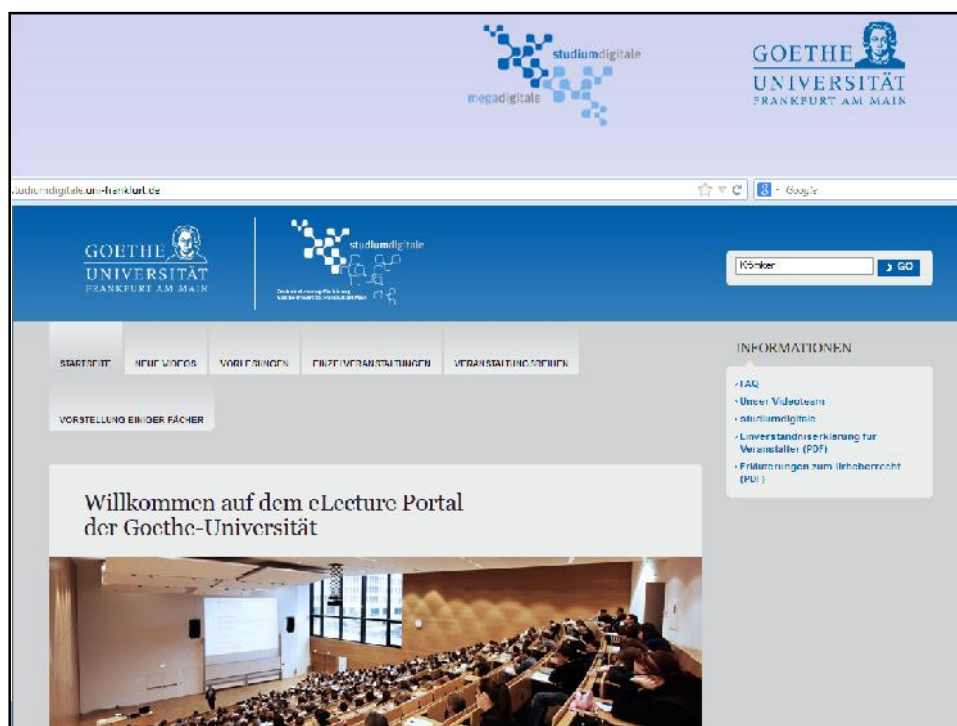 studiumdigitale
megadigitale
GOETHE
UNIVERSITÄT
FRANKFURT AM MAIN
studiumdigitale.uni-frankfurt.de
Google
GOETHE
UNIVERSITÄT
FRANKFURT AM MAIN
studiumdigitale
GO
STARTSEITE
NEUE VIDEOS
VORLESUNGEN
EINZELVERANSTALTUNGEN
VERANSTALTUNGSREIHEN
VORSTELLUNG EINIGER FÄCHER
INFORMATIONEN
FAQ
Unser Videoteam
studiumdigitale
Einverständniserklärung für
Veranstalter (PDF)
Erläuterungen zum Urheberrecht
(PDF)
Willkommen auf dem eLecture Portal
der Goethe-Universität